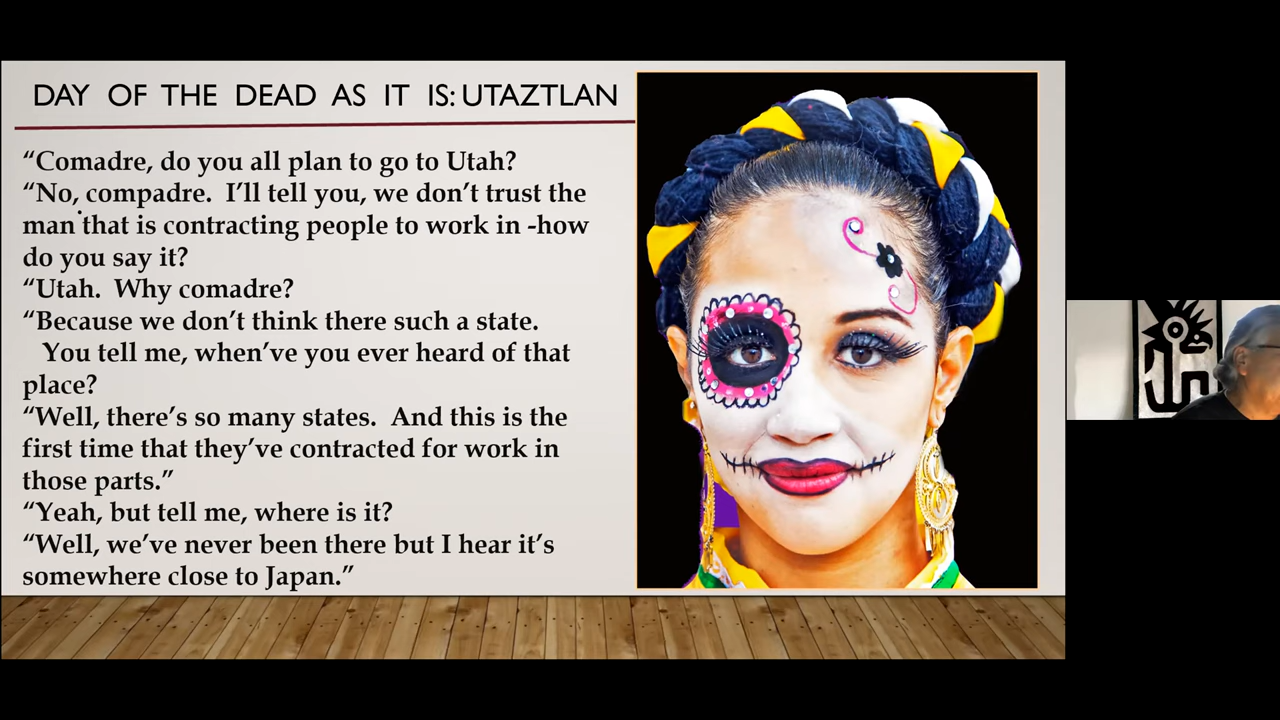 DAY OF THE DEAD AS IT IS: UTAZTLAN
“Comadre, do you all plan to go to Utah?
“No, compadre. I’ll tell you, we don’t trust the
man that is contracting people to work in -how
do you say it?
“Utah. Why comadre?
“Because we don’t think there such a state.
You tell me, when’ve you ever heard of that
place?
“Well, there’s so many states. And this is the
first time that they’ve contracted for work in
those parts.”
“Yeah, but tell me, where is it?
“Well, we’ve never been there but I hear it’s
somewhere close to Japan.”